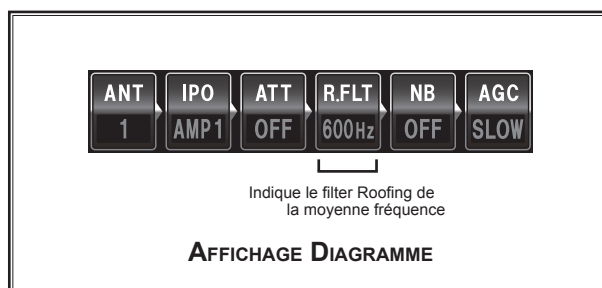 ANT IPO ATT R.FLT NB AGC
1 AMP1 OFF 600Hz OFF SLOW
Indique le filter Roofing de
la moyenne fréquence
AFFICHAGE DIAGRAMME